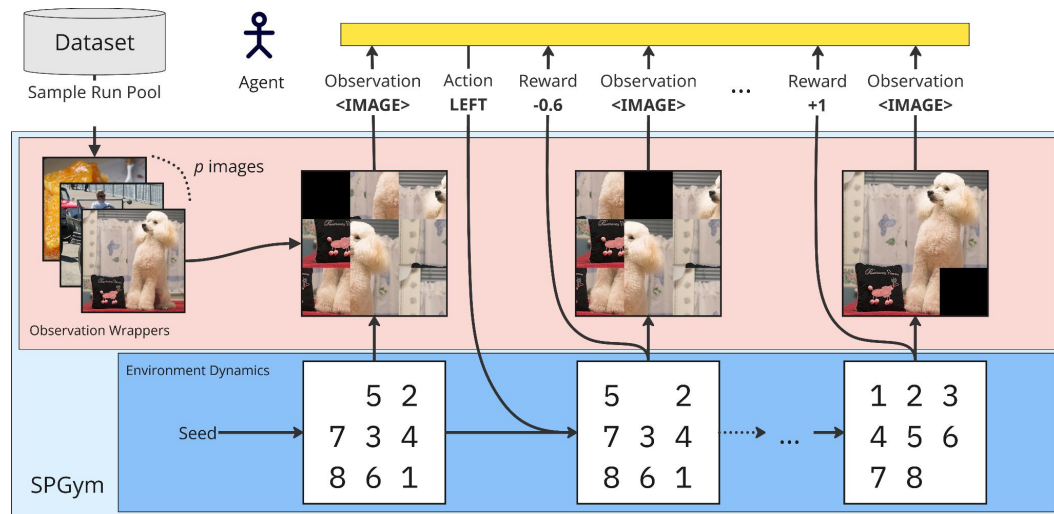 Dataset
Sample Run Pool
Agent
Observation
<IMAGE>
Action
LEFT
Reward
-0.6
Observation
<IMAGE>
...
Reward
+1
Observation
<IMAGE>
p images
Observation Wrappers
Environment Dynamics
Seed
5 2
7 3 4
8 6 1
5 2
7 3 4
8 6 1
...
1 2 3
4 5 6
7 8
SPGym